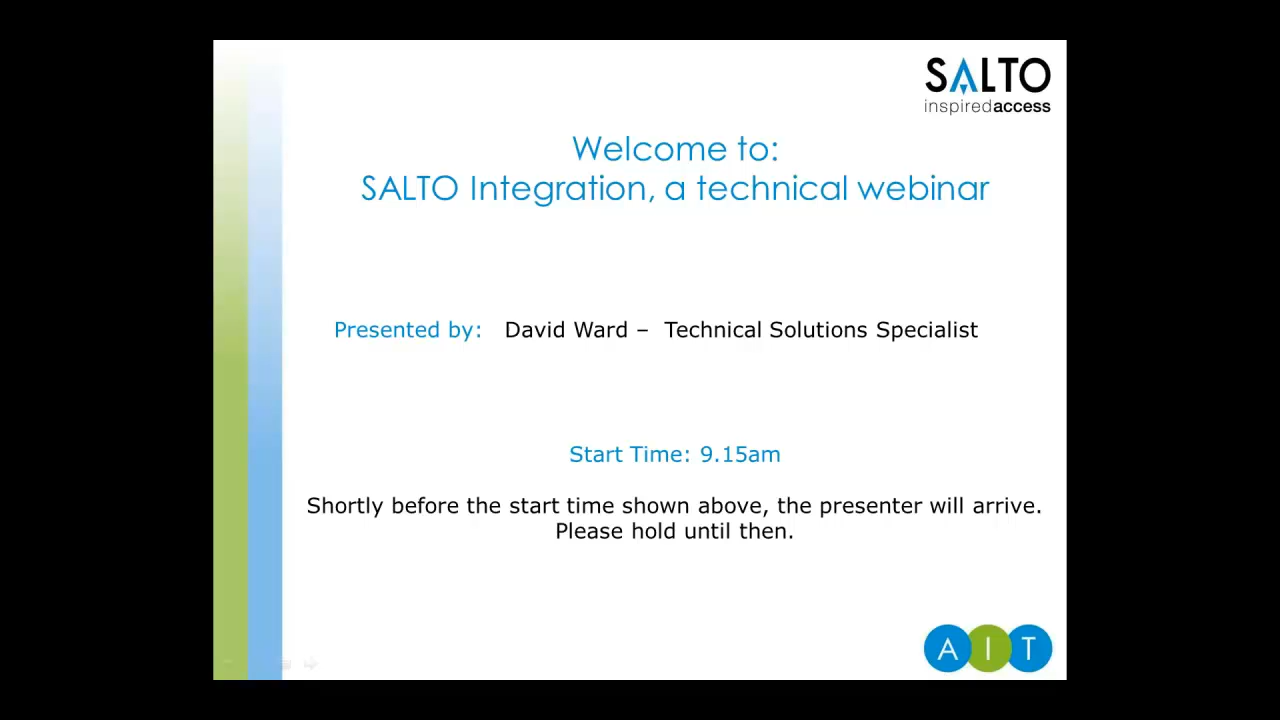 SALTO
inspiredaccess
Welcome to:
SALTO Integration, a technical webinar
Presented by: David Ward – Technical Solutions Specialist
Start Time: 9.15am
Shortly before the start time shown above, the presenter will arrive.
Please hold until then.
AIT